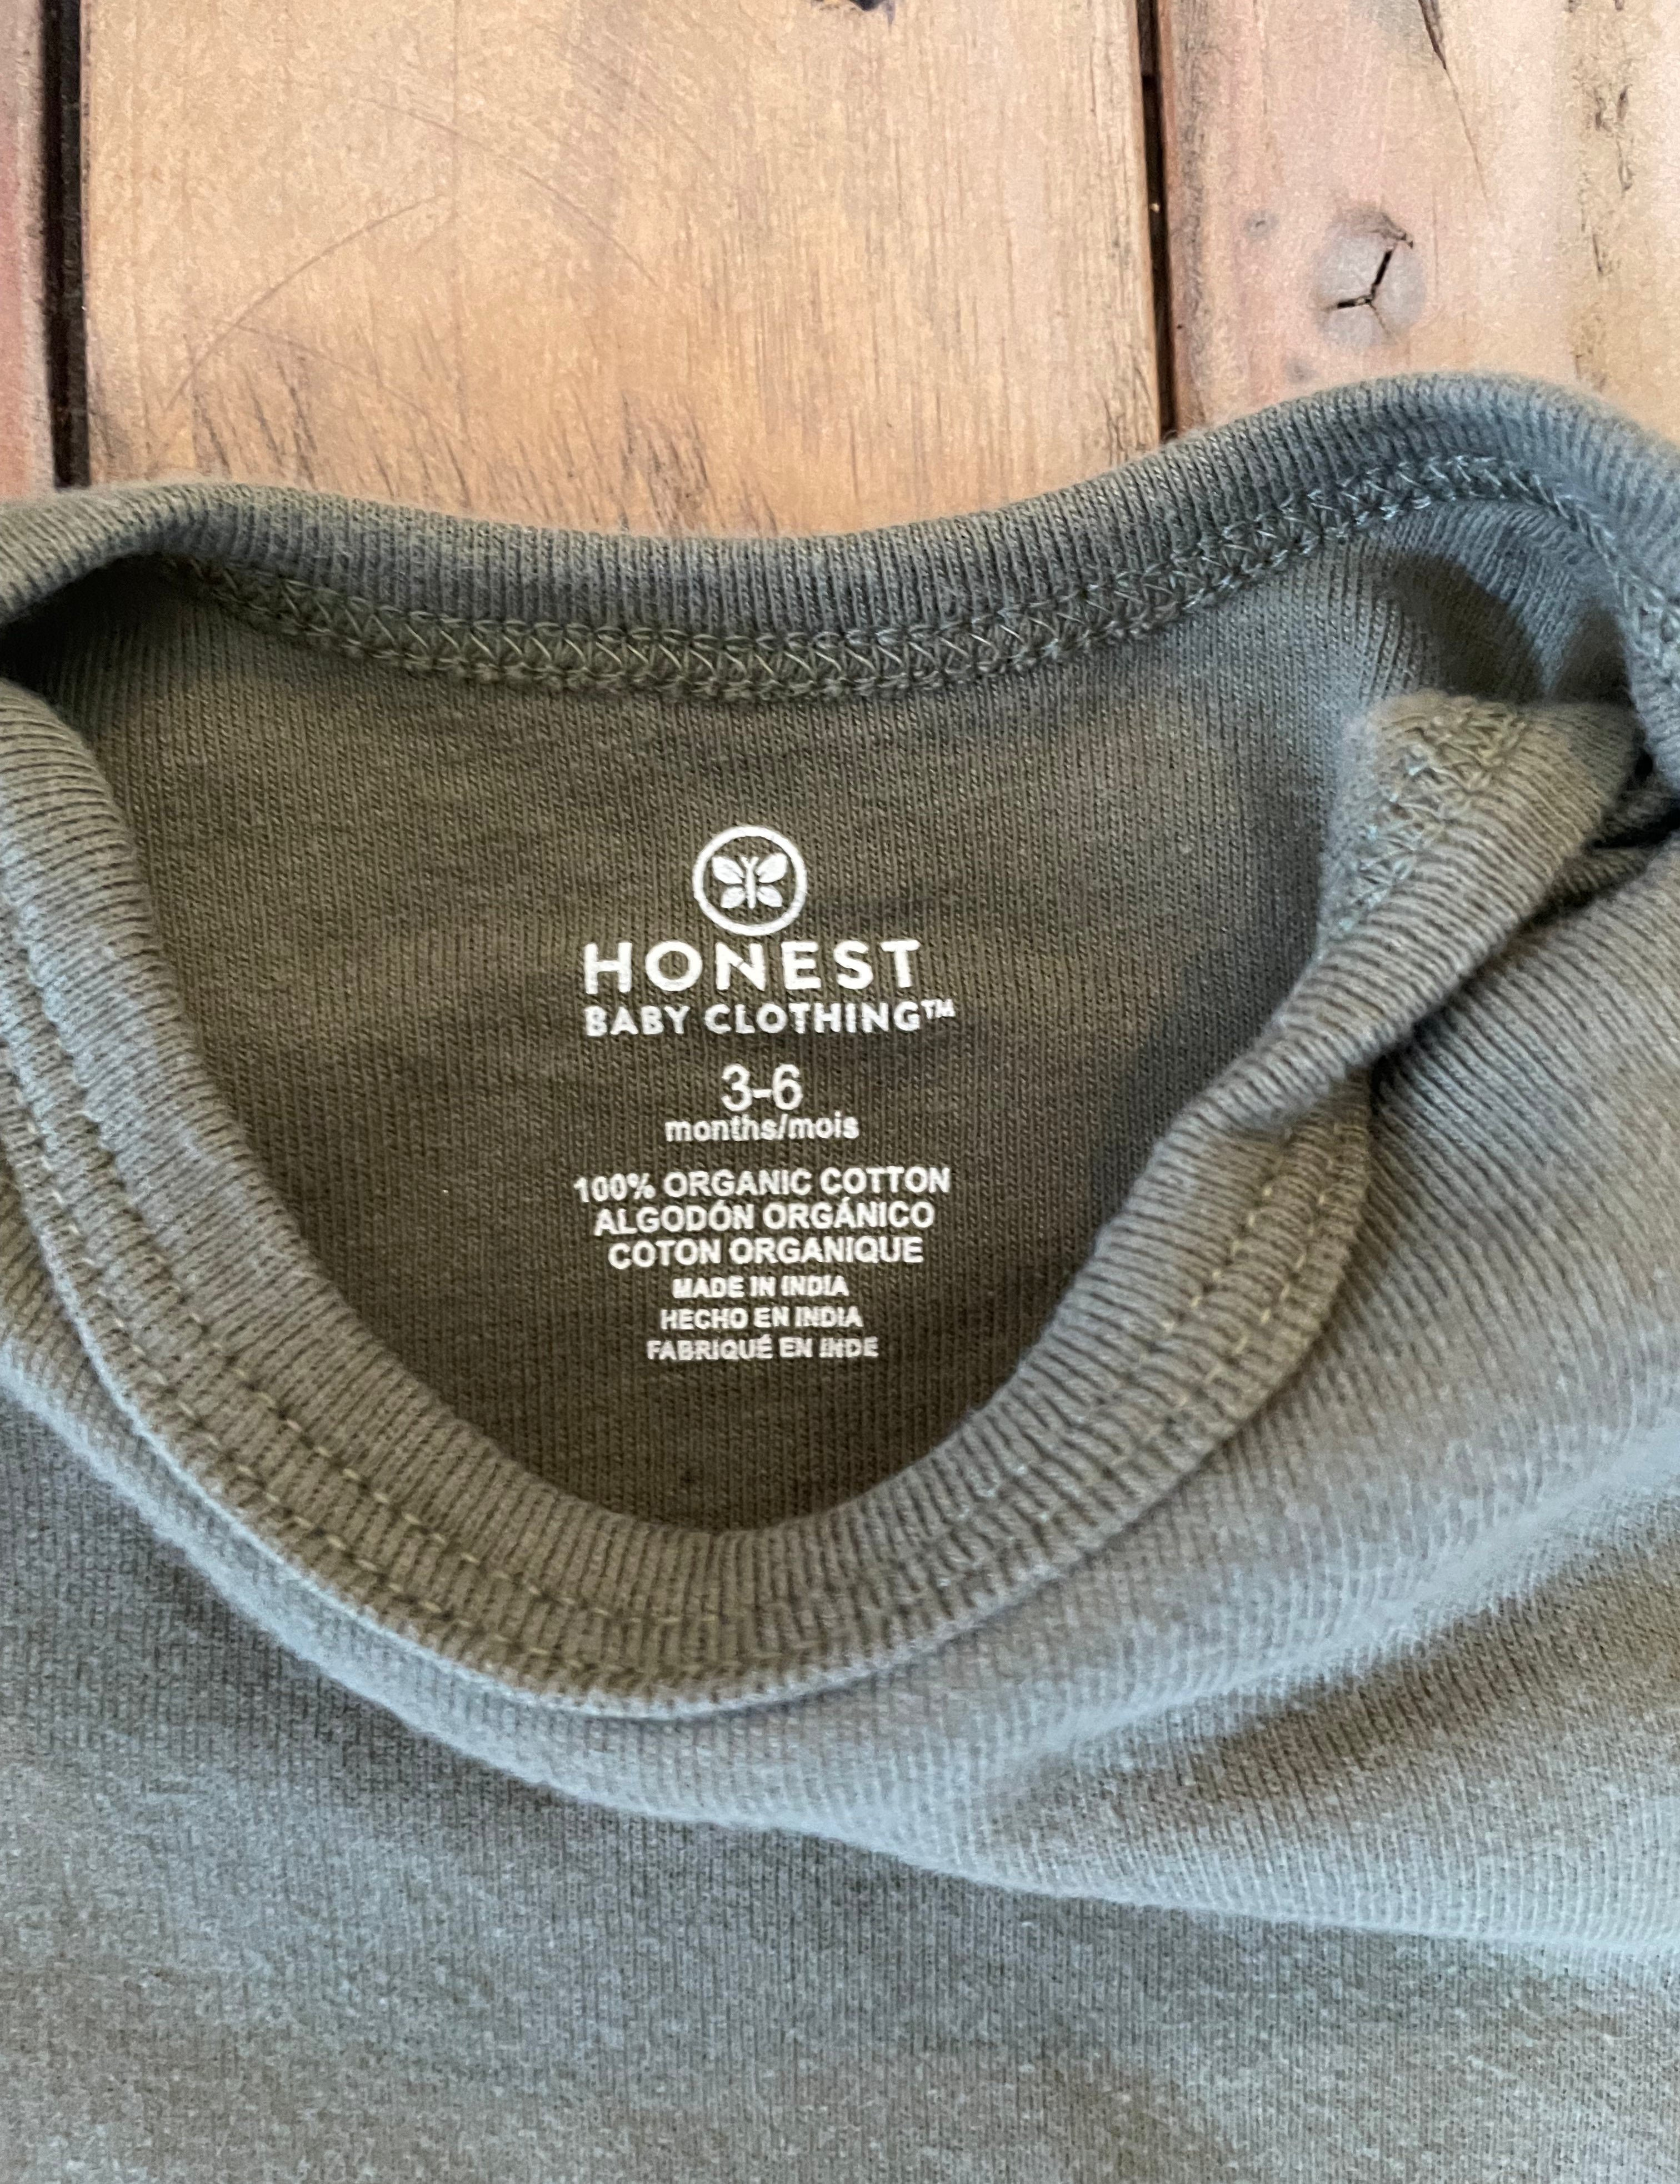 HONEST
BABY CLOTHING™
3-6
months/mois
100% ORGANIC COTTON
ALGODÓN ORGÁNICO
COTON ORGANIQUE
MADE IN INDIA
HECHO EN INDIA
FABRIQUÉ EN INDE